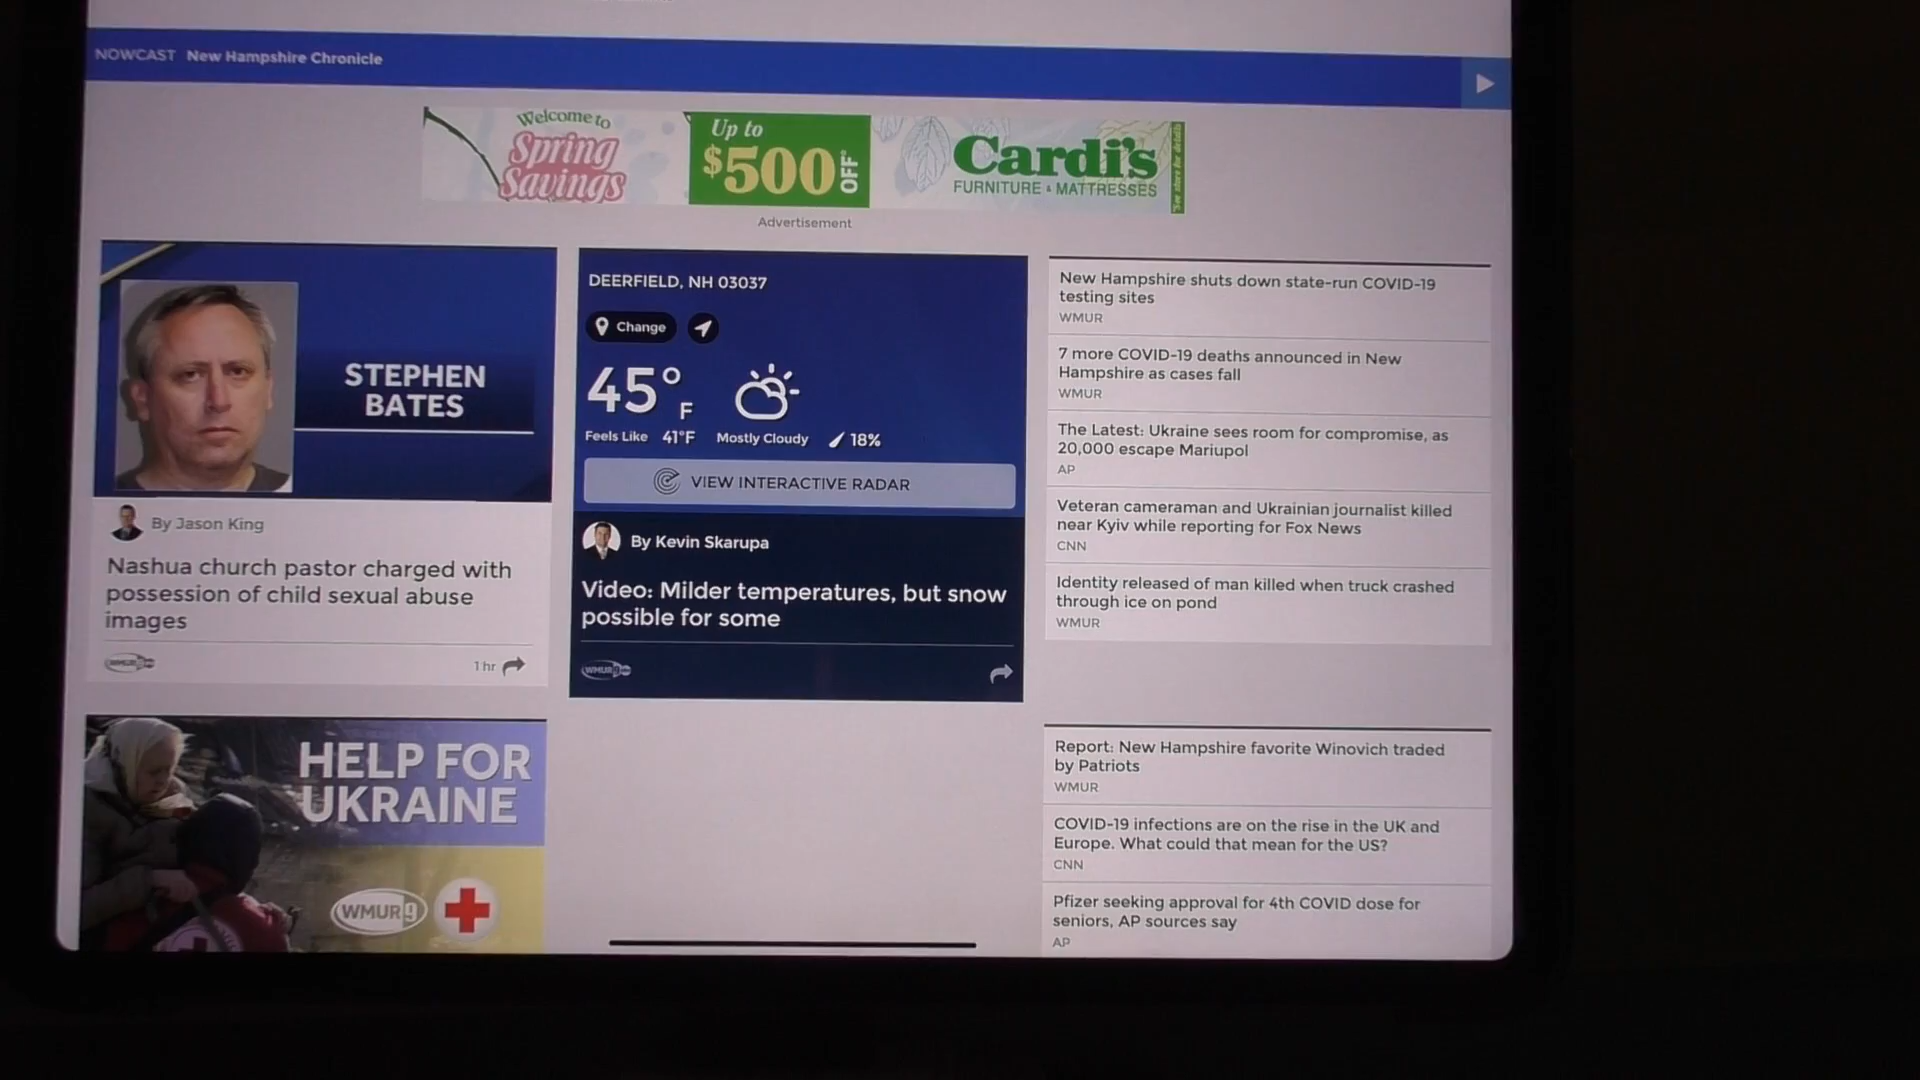 NOWCAST New Hampshire Chronicle
Welcome to
Spring
Savings
Up to
$500 OFF*
Cardi's
FURNITURE & MATTRESSES
*See store for details
Advertisement
STEPHEN
BATES
By Jason King
Nashua church pastor charged with
possession of child sexual abuse
images
WMUR9
1 hr
HELP FOR
UKRAINE
WMUR 9
DEERFIELD, NH 03037
Change
45°F
Feels Like 41°F Mostly Cloudy 18%
VIEW INTERACTIVE RADAR
By Kevin Skarupa
Video: Milder temperatures, but snow
possible for some
WMUR9
New Hampshire shuts down state-run COVID-19
testing sites
WMUR
7 more COVID-19 deaths announced in New
Hampshire as cases fall
WMUR
The Latest: Ukraine sees room for compromise, as
20,000 escape Mariupol
AP
Veteran cameraman and Ukrainian journalist killed
near Kyiv while reporting for Fox News
CNN
Identity released of man killed when truck crashed
through ice on pond
WMUR
Report: New Hampshire favorite Winovich traded
by Patriots
WMUR
COVID-19 infections are on the rise in the UK and
Europe. What could that mean for the US?
CNN
Pfizer seeking approval for 4th COVID dose for
seniors, AP sources say
AP